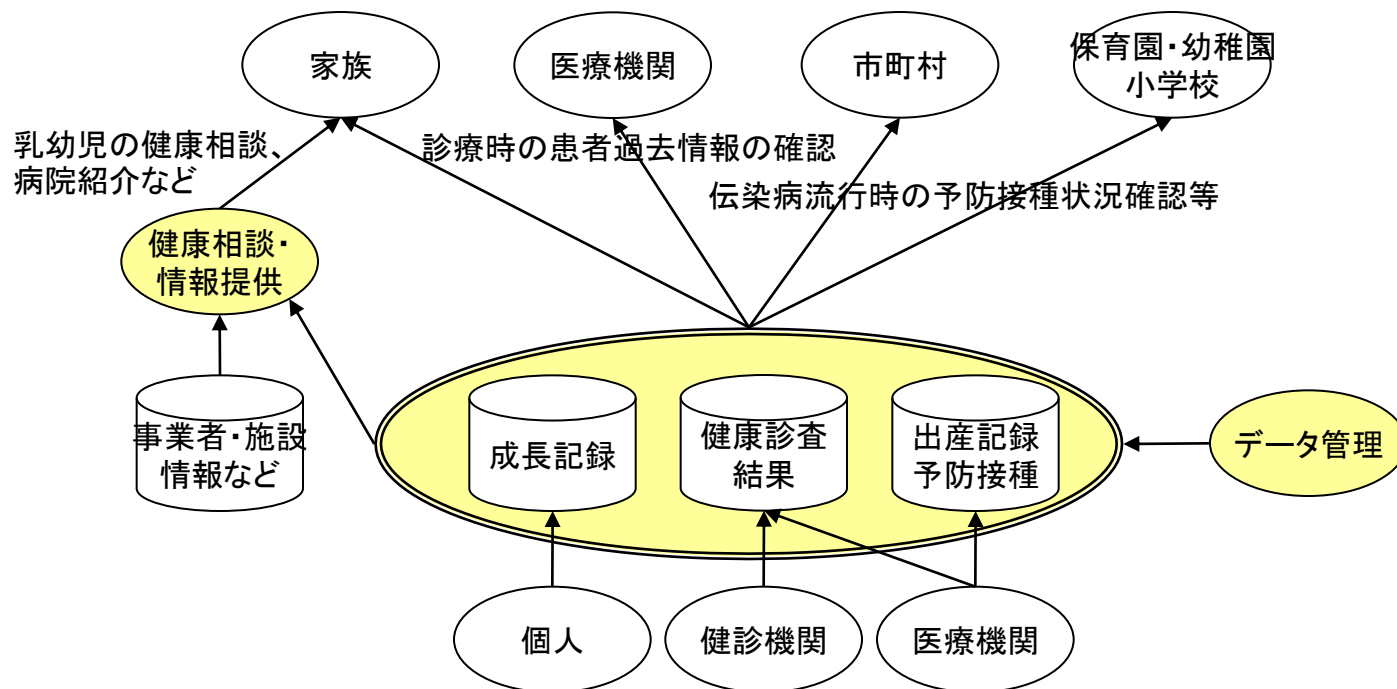 家族
医療機関
市町村
保育園・幼稚園
小学校
乳幼児の健康相談、
病院紹介など
診療時の患者過去情報の確認
伝染病流行時の予防接種状況確認等
健康相談・
情報提供
事業者・施設
情報など
成長記録
健康診査
結果
出産記録
予防接種
データ管理
個人
健診機関
医療機関